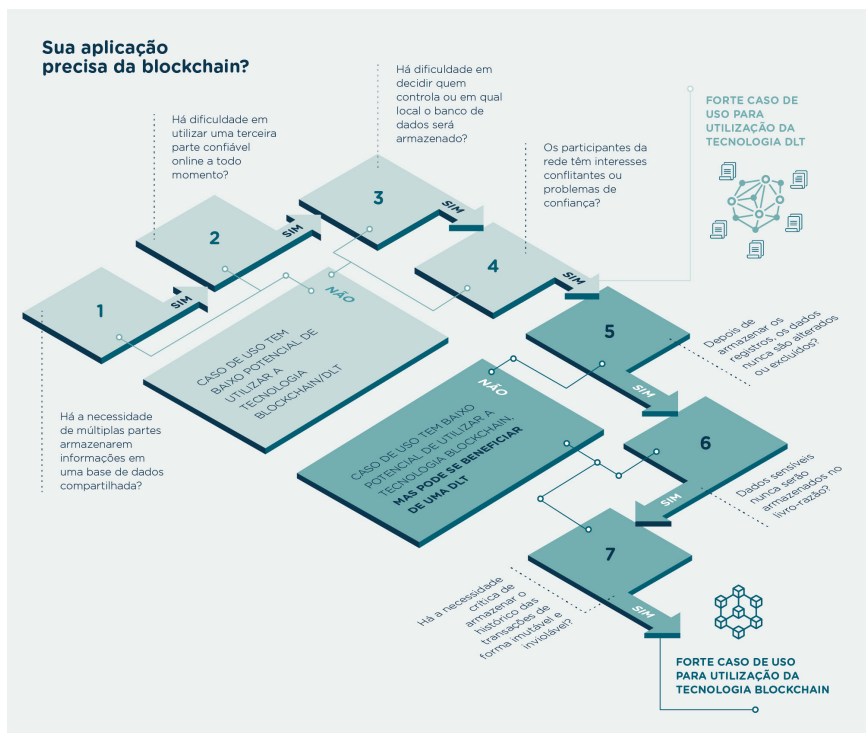 Sua aplicação
precisa da blockchain?
Há a necessidade
de múltiplas partes
armazenarem
informações em
uma base de dados
compartilhada?
1
SIM
Há dificuldade em
utilizar uma terceira
parte confiável
online a todo
momento?
2
SIM
Há dificuldade em
decidir quem
controla ou em qual
local o banco de
dados será
armazenado?
3
SIM
Os participantes da
rede têm interesses
conflitantes ou
problemas de
confiança?
4
SIM
FORTE CASO DE
USO PARA
UTILIZAÇÃO DA
TECNOLOGIA DLT
NÃO
CASO DE USO TEM
BAIXO POTENCIAL DE
UTILIZAR A
TECNOLOGIA
BLOCKCHAIN/DLT
5
Depois de
armazenar os
registros, os dados
nunca são alterados
ou excluídos?
SIM
NÃO
CASO DE USO TEM BAIXO
POTENCIAL DE UTILIZAR A
TECNOLOGIA BLOCKCHAIN,
MAS PODE SE BENEFICIAR
DE UMA DLT
6
Dados sensíveis
nunca serão
armazenados no
livro-razão?
SIM
7
Há a necessidade
crítica de
armazenar o
histórico das
transações de
forma imutável e
inviolável?
SIM
FORTE CASO DE USO
PARA UTILIZAÇÃO DA
TECNOLOGIA BLOCKCHAIN